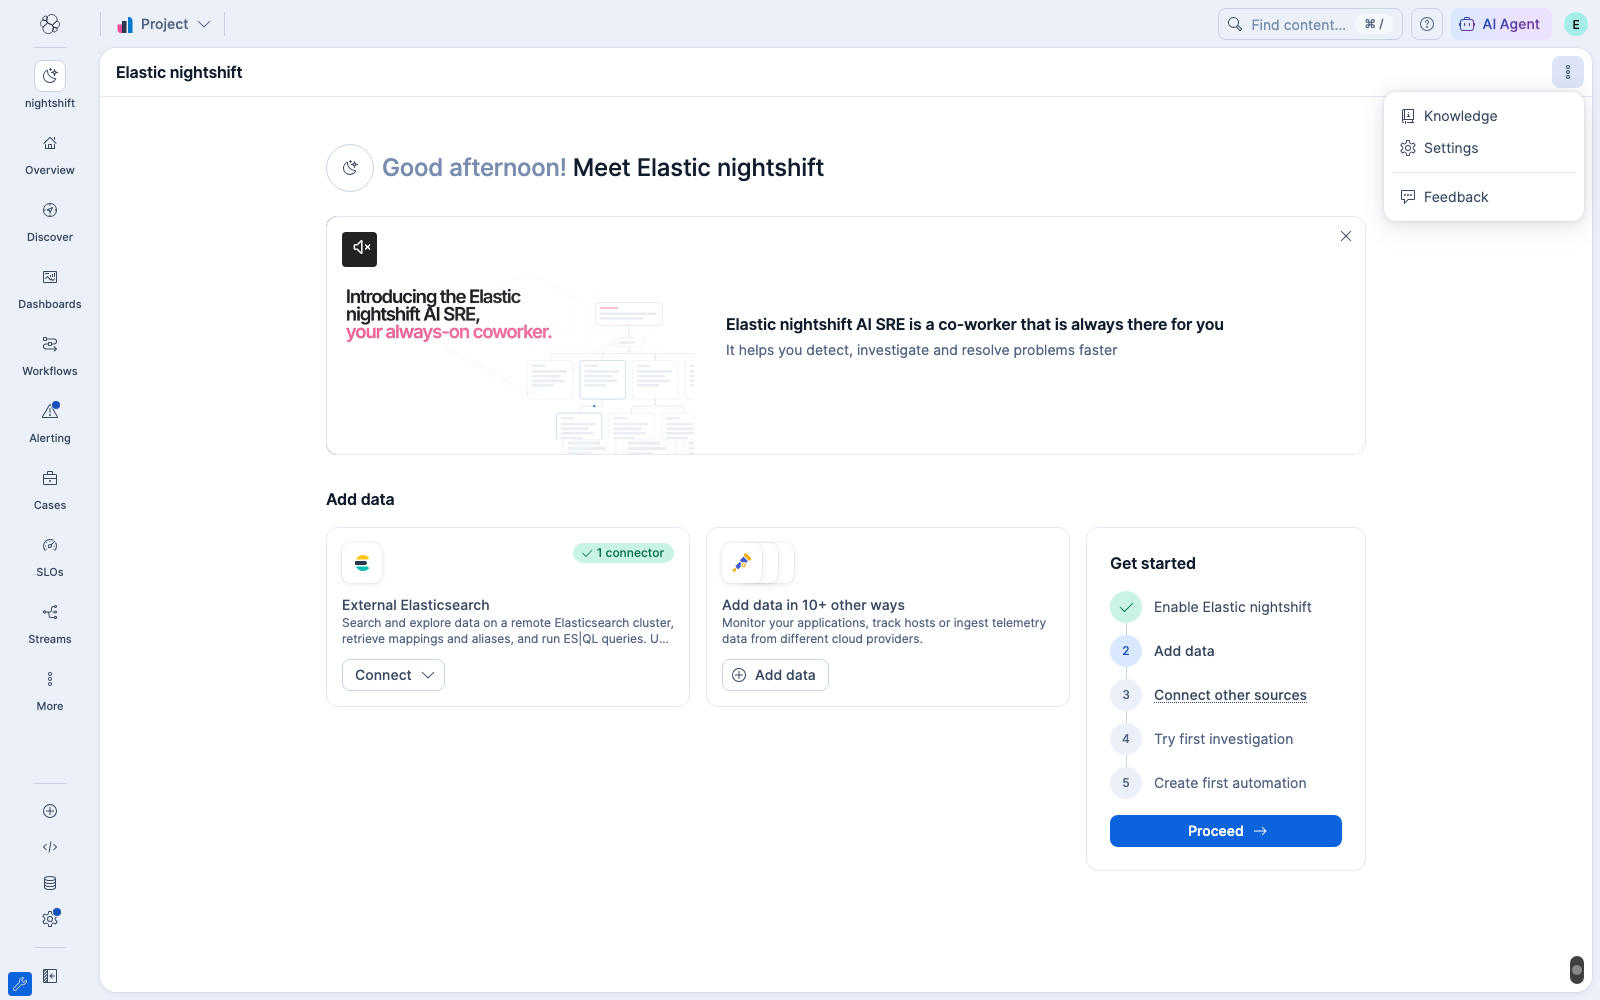 Project
Find content...
⌘ /
AI Agent
E
nightshift
Overview
Discover
Dashboards
Workflows
Alerting
Cases
SLOs
Streams
More
Elastic nightshift
Knowledge
Settings
Feedback
Good afternoon! Meet Elastic nightshift
Introducing the Elastic
nightshift AI SRE,
your always-on coworker.
Elastic nightshift AI SRE is a co-worker that is always there for you
It helps you detect, investigate and resolve problems faster
Add data
1 connector
External Elasticsearch
Search and explore data on a remote Elasticsearch cluster,
retrieve mappings and aliases, and run ES|QL queries. U...
Connect
Add data in 10+ other ways
Monitor your applications, track hosts or ingest telemetry
data from different cloud providers.
Add data
Get started
Enable Elastic nightshift
2 Add data
3 Connect other sources
4 Try first investigation
5 Create first automation
Proceed